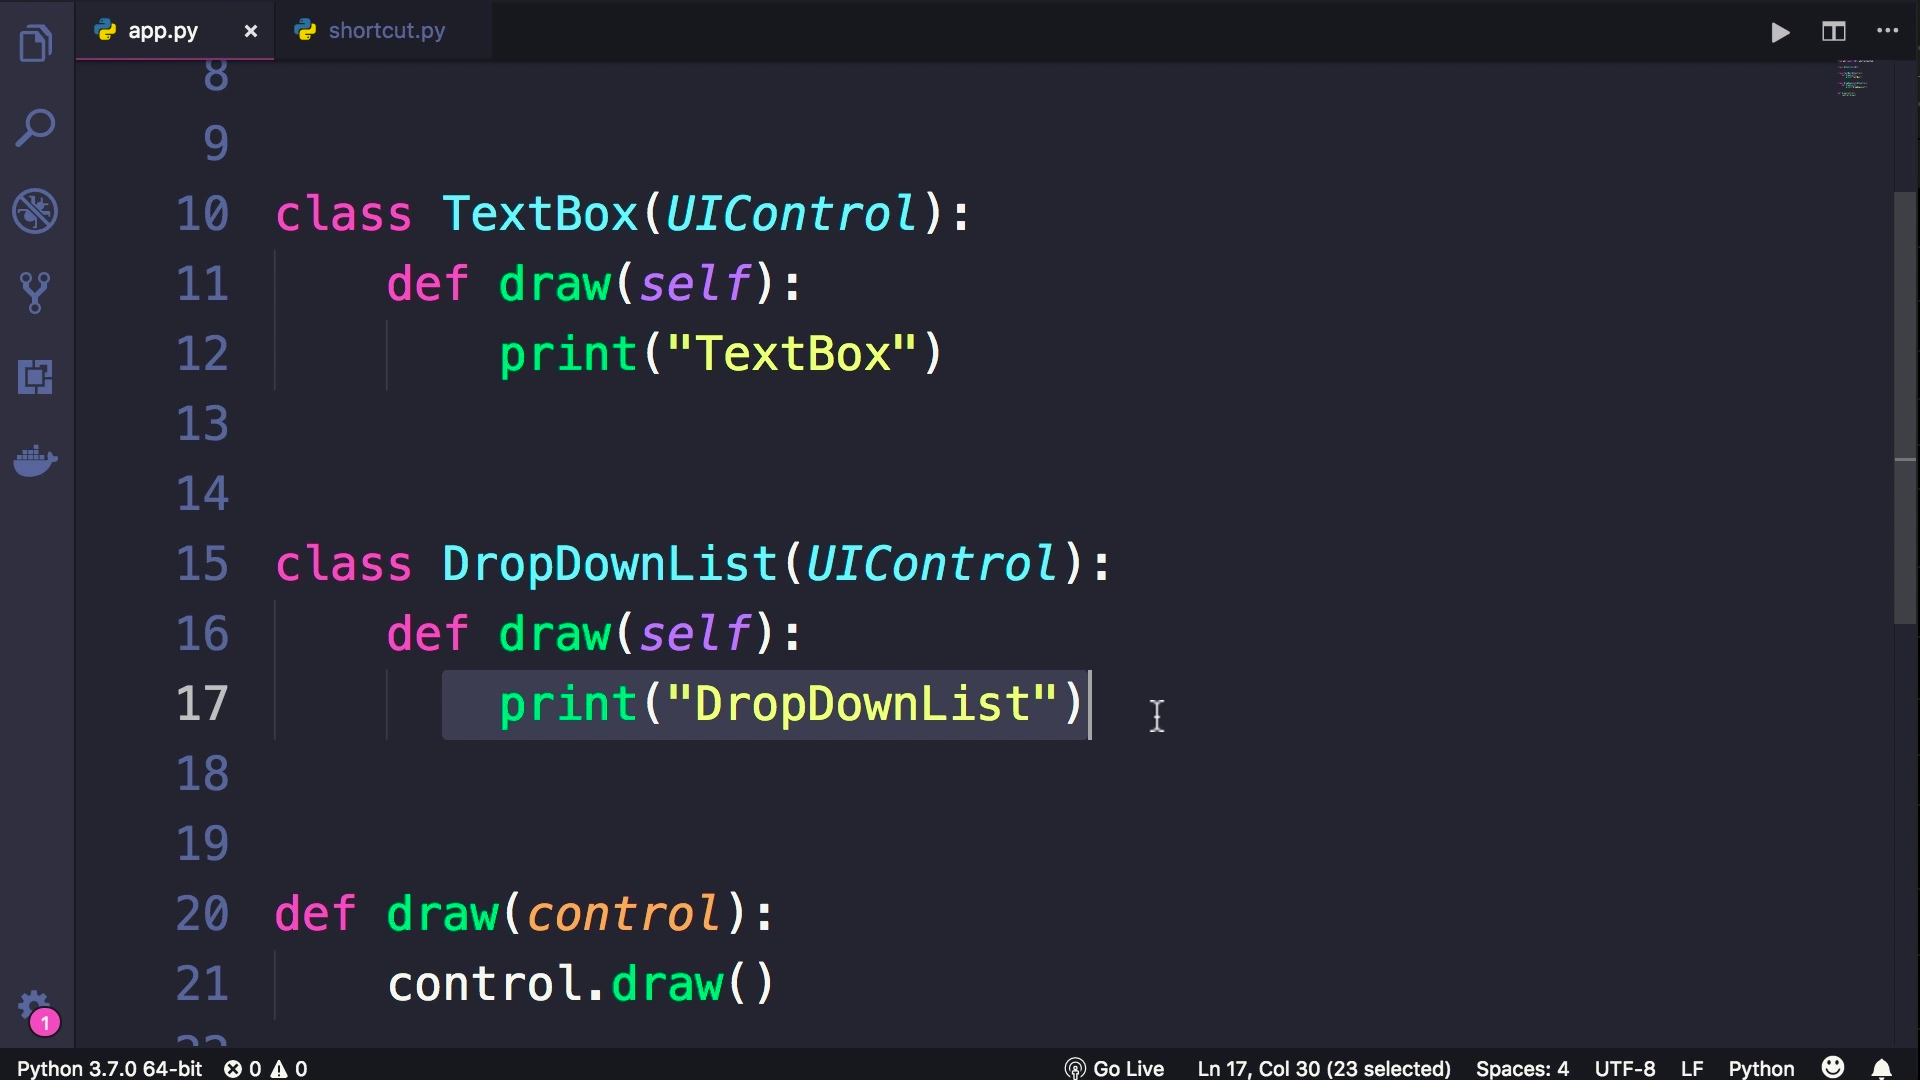 app.py × shortcut.py
8
9
10 class TextBox(UIControl):
11     def draw(self):
12         print("TextBox")
13
14
15 class DropDownList(UIControl):
16     def draw(self):
17         print("DropDownList")
18
19
20 def draw(control):
21     control.draw()
22
1
Python 3.7.0 64-bit 0 0 Go Live Ln 17, Col 30 (23 selected) Spaces: 4 UTF-8 LF Python